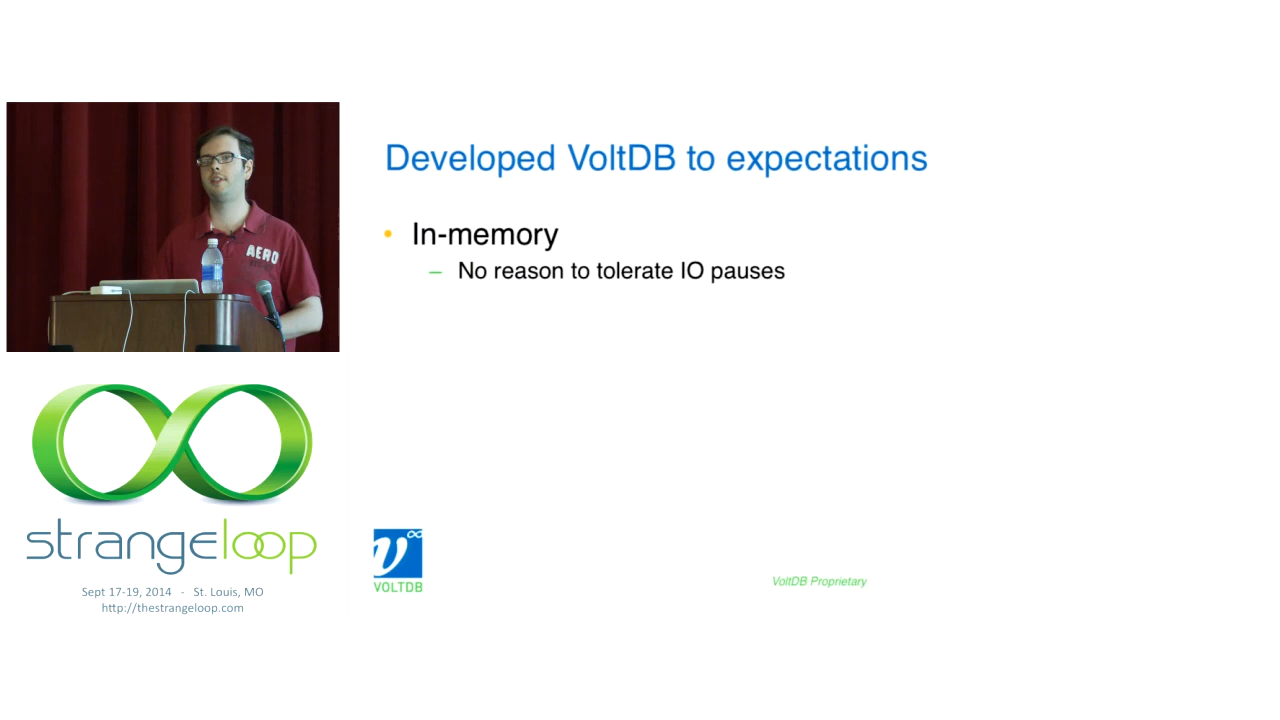 Developed VoltDB to expectations
• In-memory
– No reason to tolerate IO pauses
AERO
strangeloop
Sept 17-19, 2014 - St. Louis, MO
http://thestrangeloop.com
V∞
VOLTDB
VoltDB Proprietary